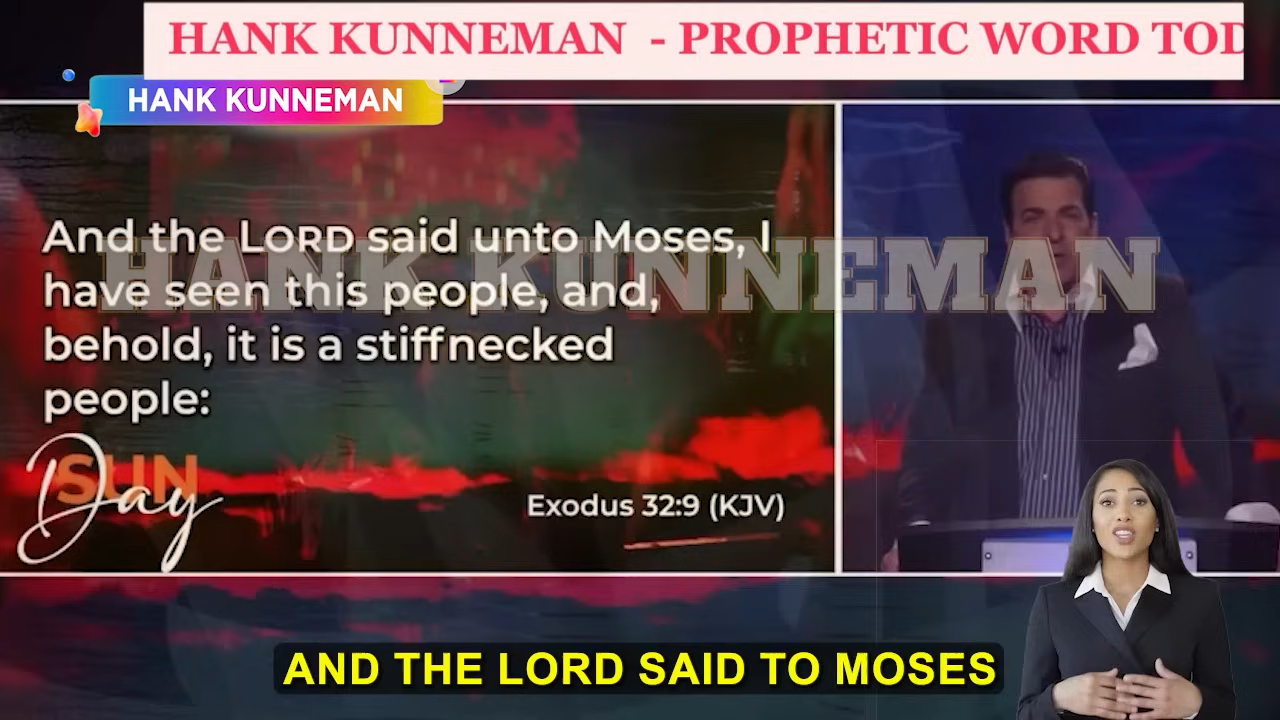 HANK KUNNEMAN - PROPHETIC WORD TOD
HANK KUNNEMAN
And the LORD said unto Moses, I
have seen this people, and,
behold, it is a stiffnecked
people:
HANK KUNNEMAN
SUN
Day
Exodus 32:9 (KJV)
AND THE LORD SAID TO MOSES